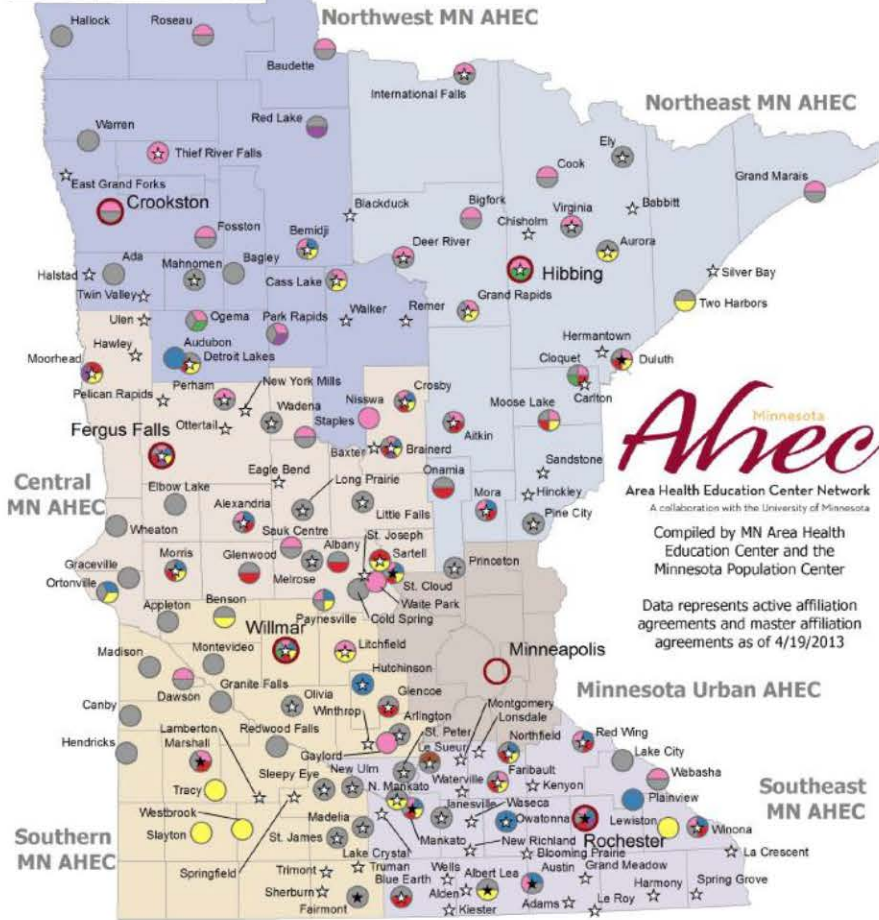 Northwest MN AHEC
Hallock
Roseau
Baudette
International Falls
Northeast MN AHEC
Red Lake
Warren
Thief River Falls
Ely
Cook
Grand Marais
East Grand Forks
Crookston
Blackduck
Bigfork
Babbitt
Chisholm
Virginia
Fosston
Bemidji
Deer River
Aurora
Ada
Mahnomen
Bagley
Hibbing
Halstad
Cass Lake
Silver Bay
Twin Valley
Grand Rapids
Two Harbors
Walker
Remer
Ulen
Ogema
Park Rapids
Hermantown
Hawley
Audubon
Cloquet
Duluth
Moorhead
Detroit Lakes
Carlton
Pelican Rapids
Perham
New York Mills
Nisswa
Crosby
Moose Lake
Wadena
Staples
Ottertail
Aitkin
Fergus Falls
Baxter
Brainerd
Sandstone
Eagle Bend
Onamia
Central
MN AHEC
Elbow Lake
Long Prairie
Mora
Hinckley
Alexandria
Little Falls
Pine City
Wheaton
Sauk Centre
St. Joseph
Albany
Sartell
Princeton
Morris
Glenwood
Graceville
Melrose
St. Cloud
Ortonville
Waite Park
Benson
Paynesville
Cold Spring
Appleton
Willmar
Litchfield
Minneapolis
Madison
Montevideo
Hutchinson
Minnesota Urban AHEC
Dawson
Granite Falls
Olivia
Glencoe
Montgomery
Canby
Winthrop
Arlington
Lonsdale
Lamberton
St. Peter
Northfield
Red Wing
Hendricks
Marshall
Redwood Falls
Le Sueur
Lake City
Gaylord
Sleepy Eye
New Ulm
N. Mankato
Waterville
Faribault
Kenyon
Wabasha
Southeast
MN AHEC
Tracy
Janesville
Waseca
Plainview
Westbrook
Madelia
Owatonna
Lewiston
Winona
Slayton
Southern
MN AHEC
St. James
Mankato
Rochester
Lake Crystal
New Richland
Blooming Prairie
La Crescent
Springfield
Trimont
Truman
Wells
Austin
Grand Meadow
Sherburn
Blue Earth
Albert Lea
Alden
Harmony
Spring Grove
Fairmont
Kiester
Adams
Le Roy
Minnesota
Ahec
Area Health Education Center Network
A collaboration with the University of Minnesota
Compiled by MN Area Health
Education Center and the
Minnesota Population Center
Data represents active affiliation
agreements and master affiliation
agreements as of 4/19/2013